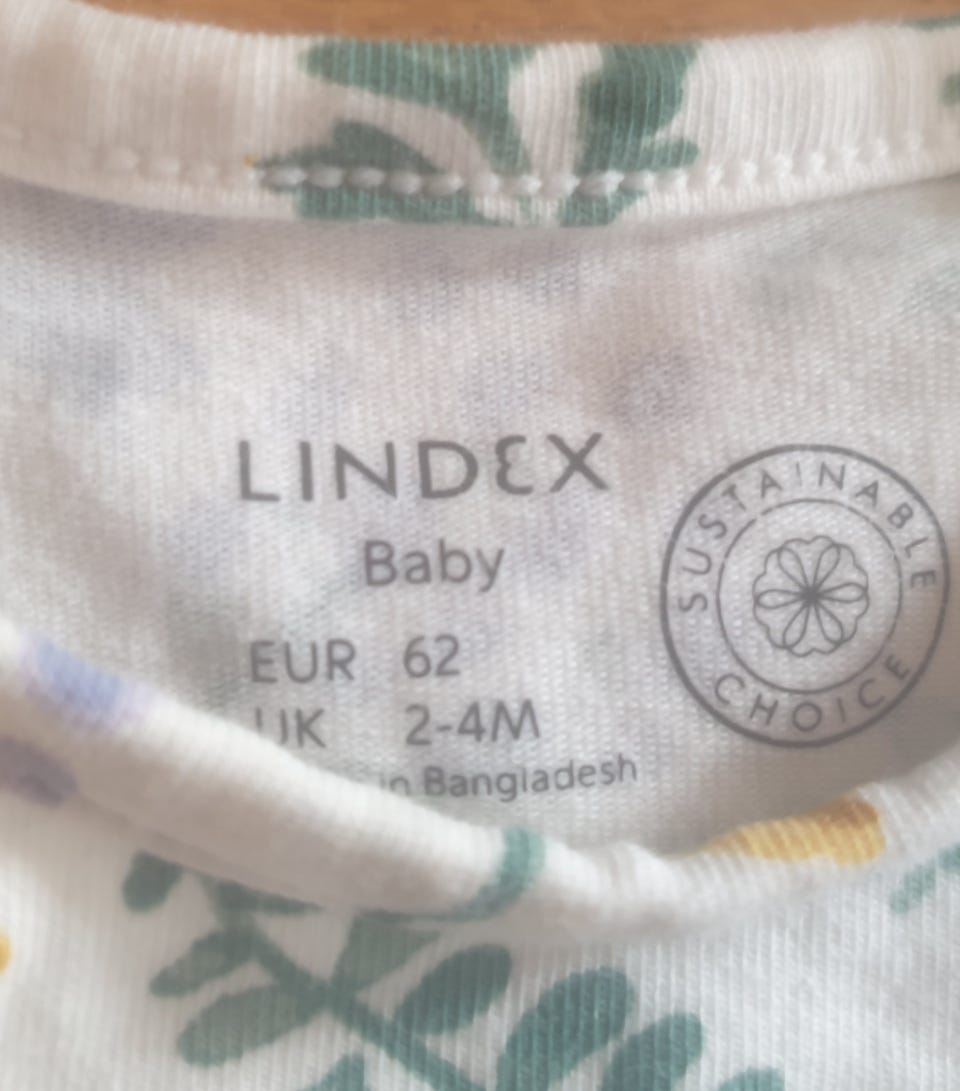 LINDEX
Baby
EUR 62
UK 2-4M
in Bangladesh
SUSTAINABLE
CHOICE